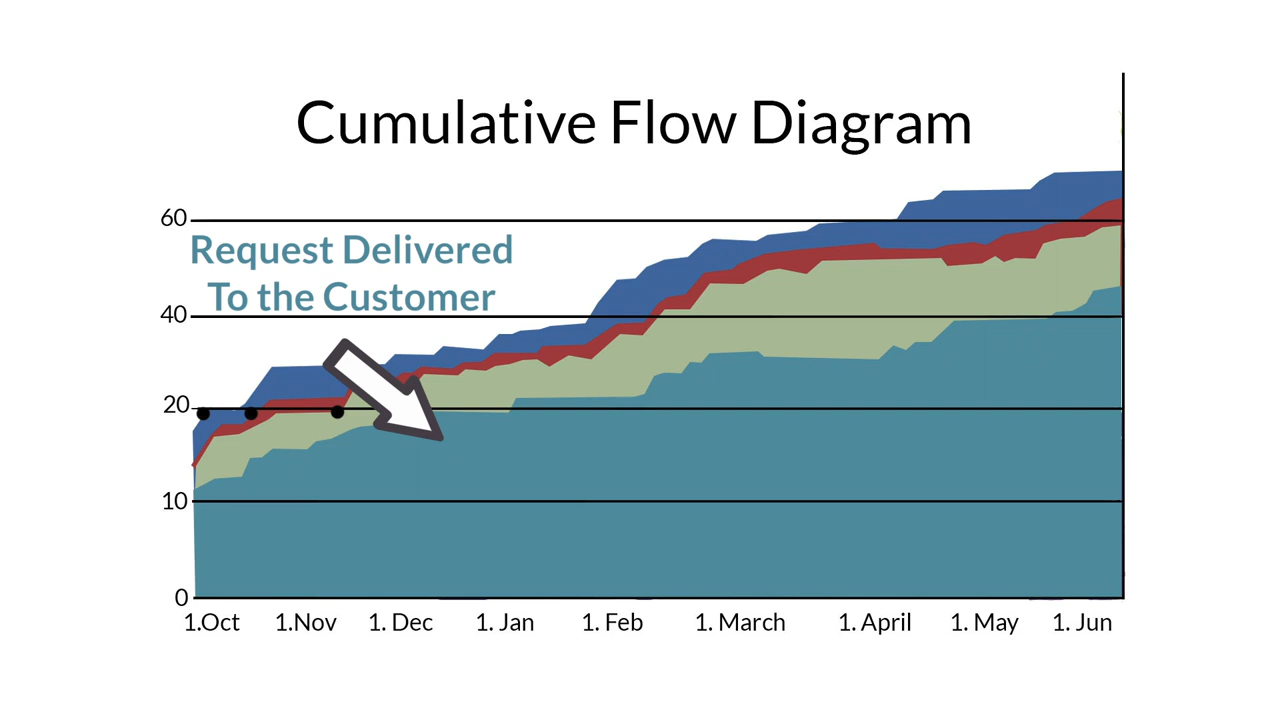 Cumulative Flow Diagram
60
Request Delivered
To the Customer
40
20
10
0
1.Oct 1.Nov 1. Dec 1. Jan 1. Feb 1. March 1. April 1. May 1. Jun